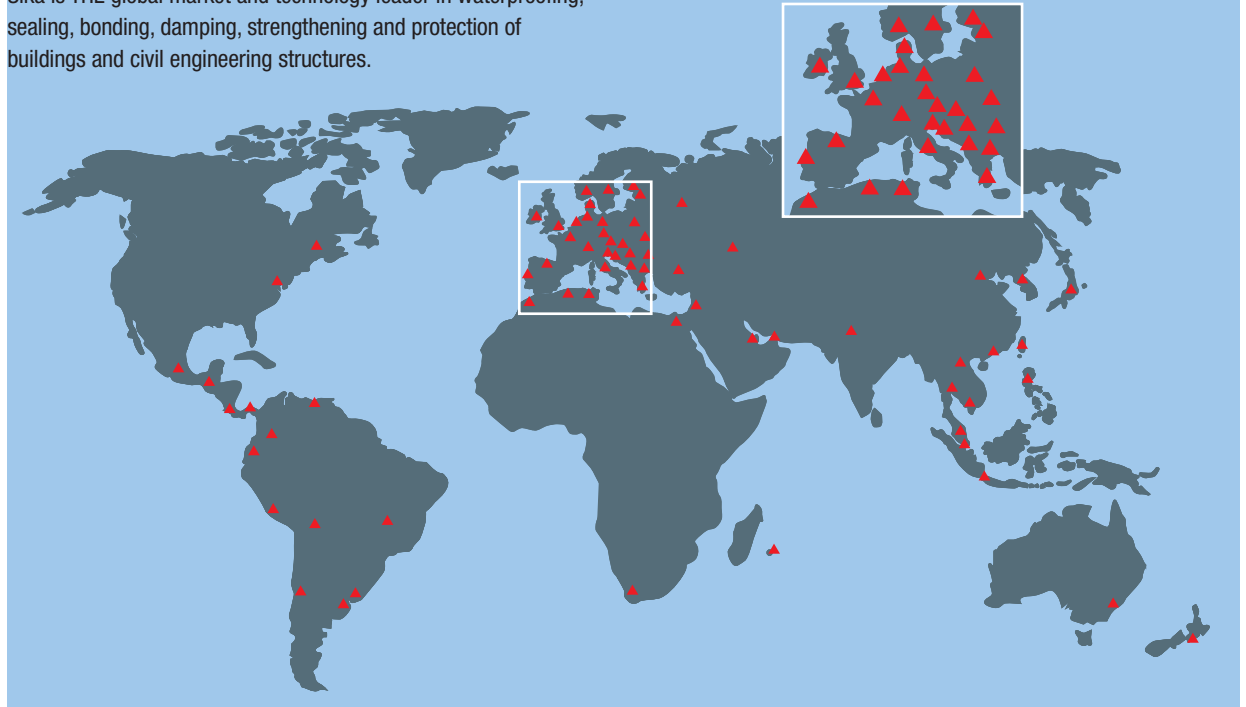 Sika is THE global market and technology leader in waterproofing,
sealing, bonding, damping, strengthening and protection of
buildings and civil engineering structures.